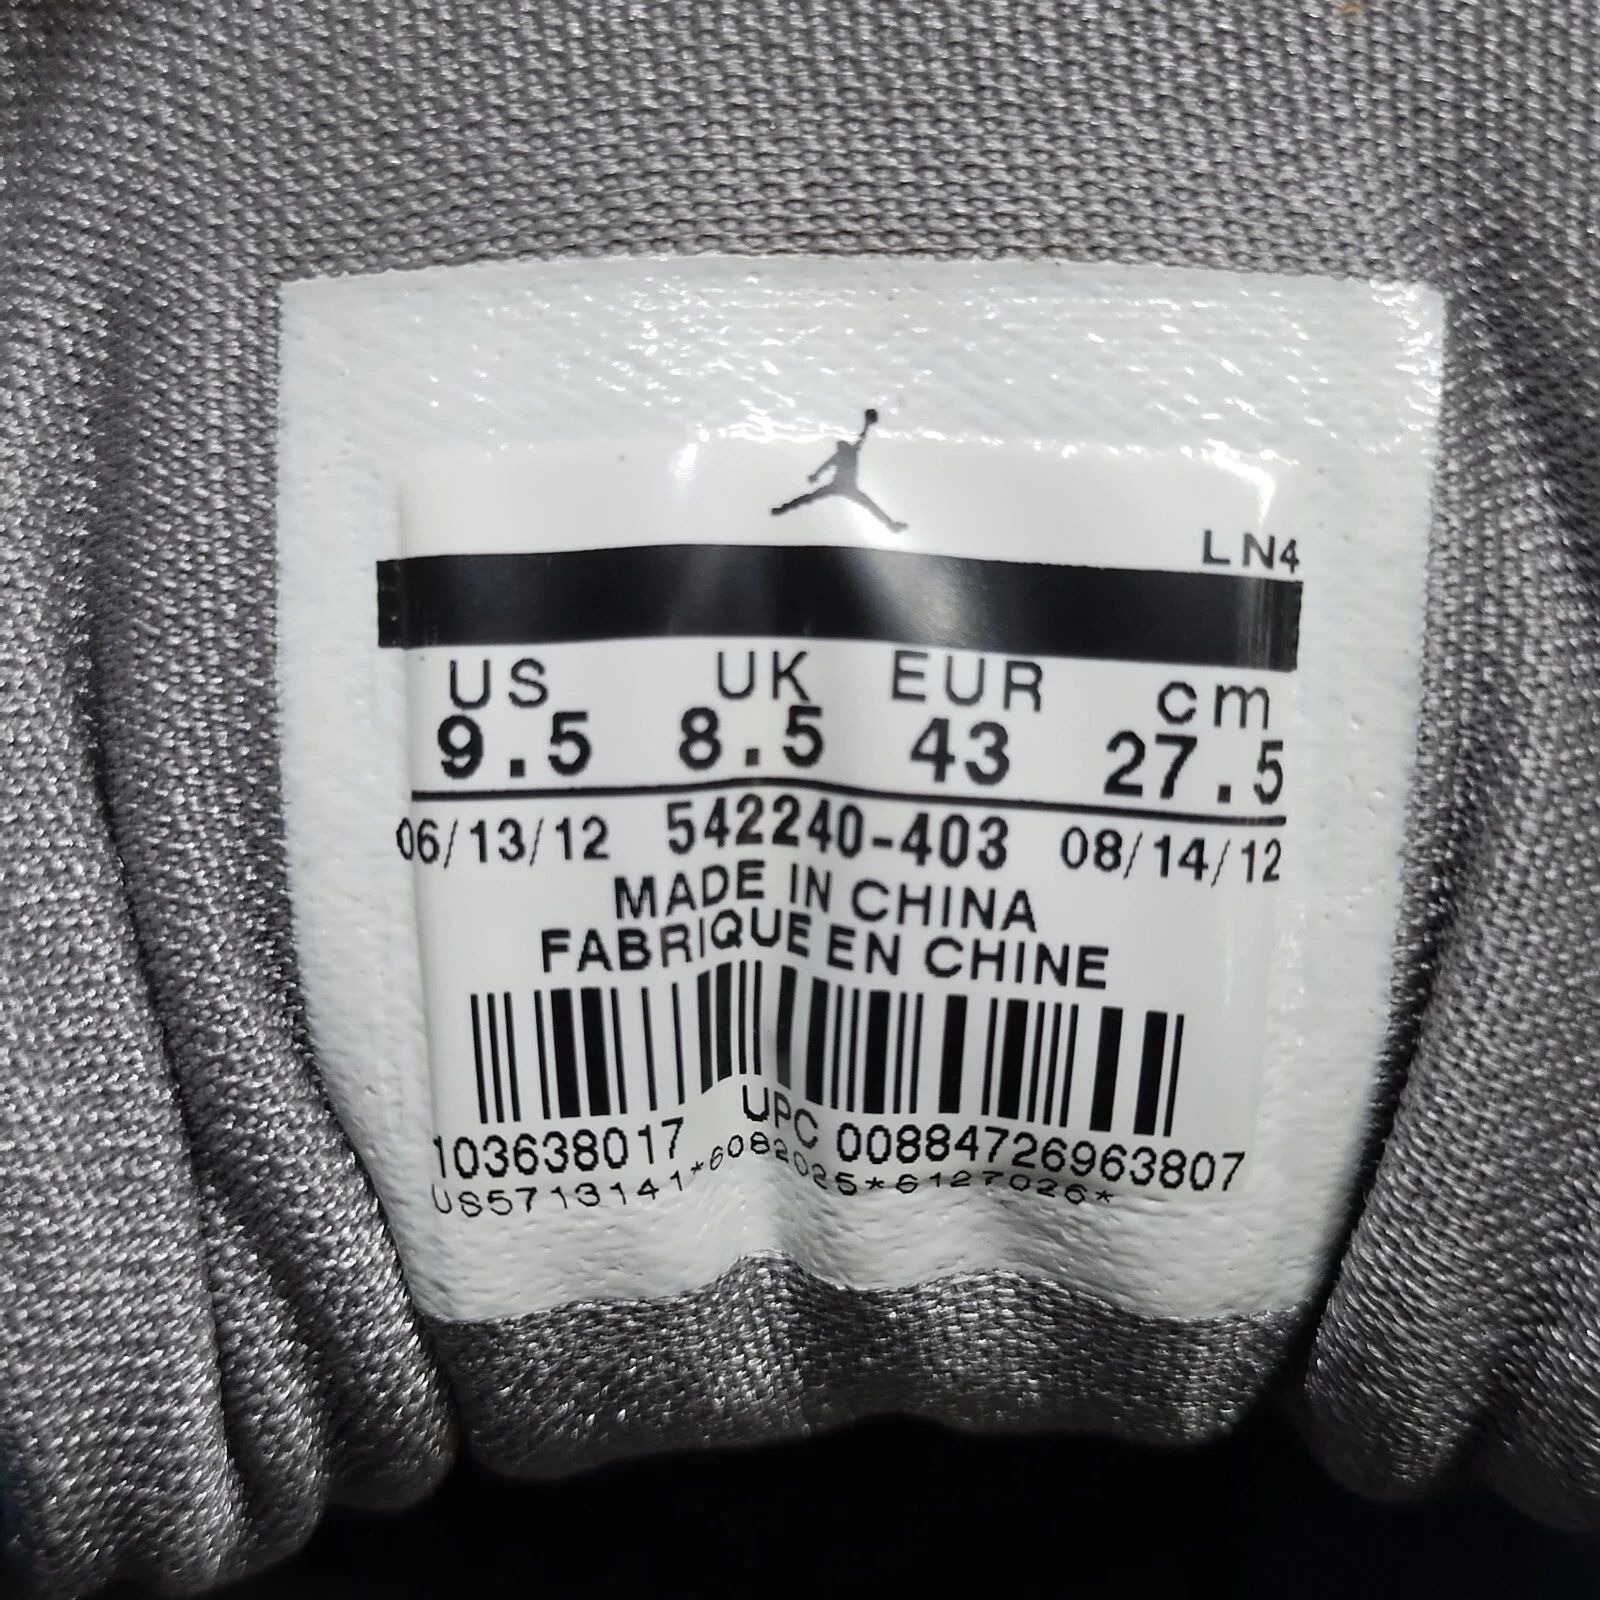 LN4
US UK EUR cm
9.5 8.5 43 27.5
06/13/12 542240-403 08/14/12
MADE IN CHINA
FABRIQUE EN CHINE
103638017 UPC 00884726963807
US5713141*6082025*6127026*